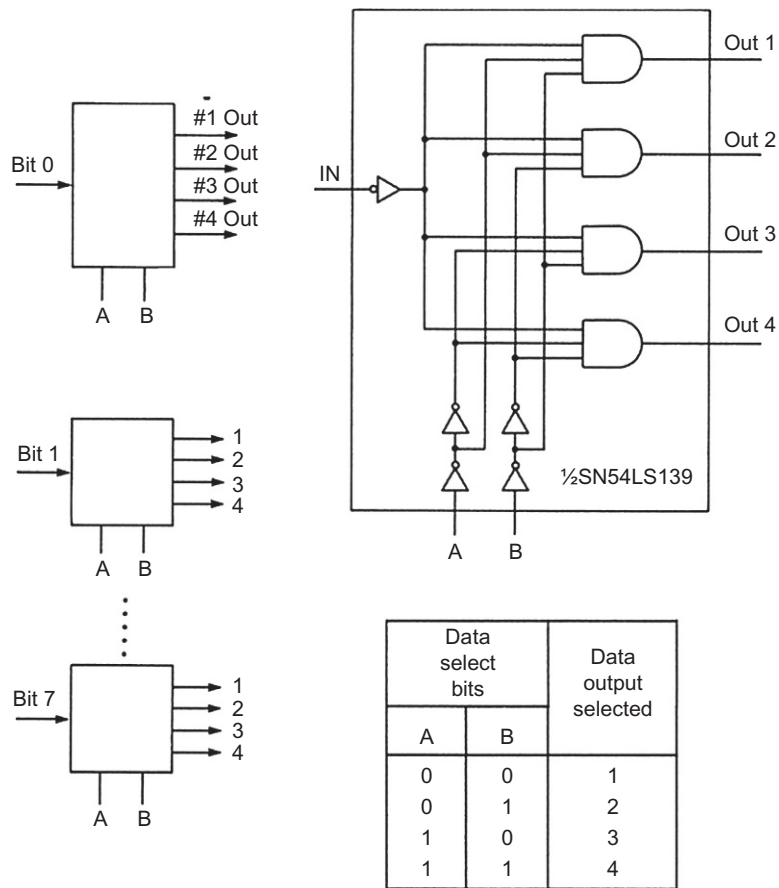 #1 Out
#2 Out
#3 Out
#4 Out
Bit 0
A B
Bit 1
1
2
3
4
A B
Bit 7
1
2
3
4
A B
IN
Out 1
Out 2
Out 3
Out 4
½SN54LS139
A B
Data
select
bits
Data
output
selected
A B
0 0 1
0 1 2
1 0 3
1 1 4